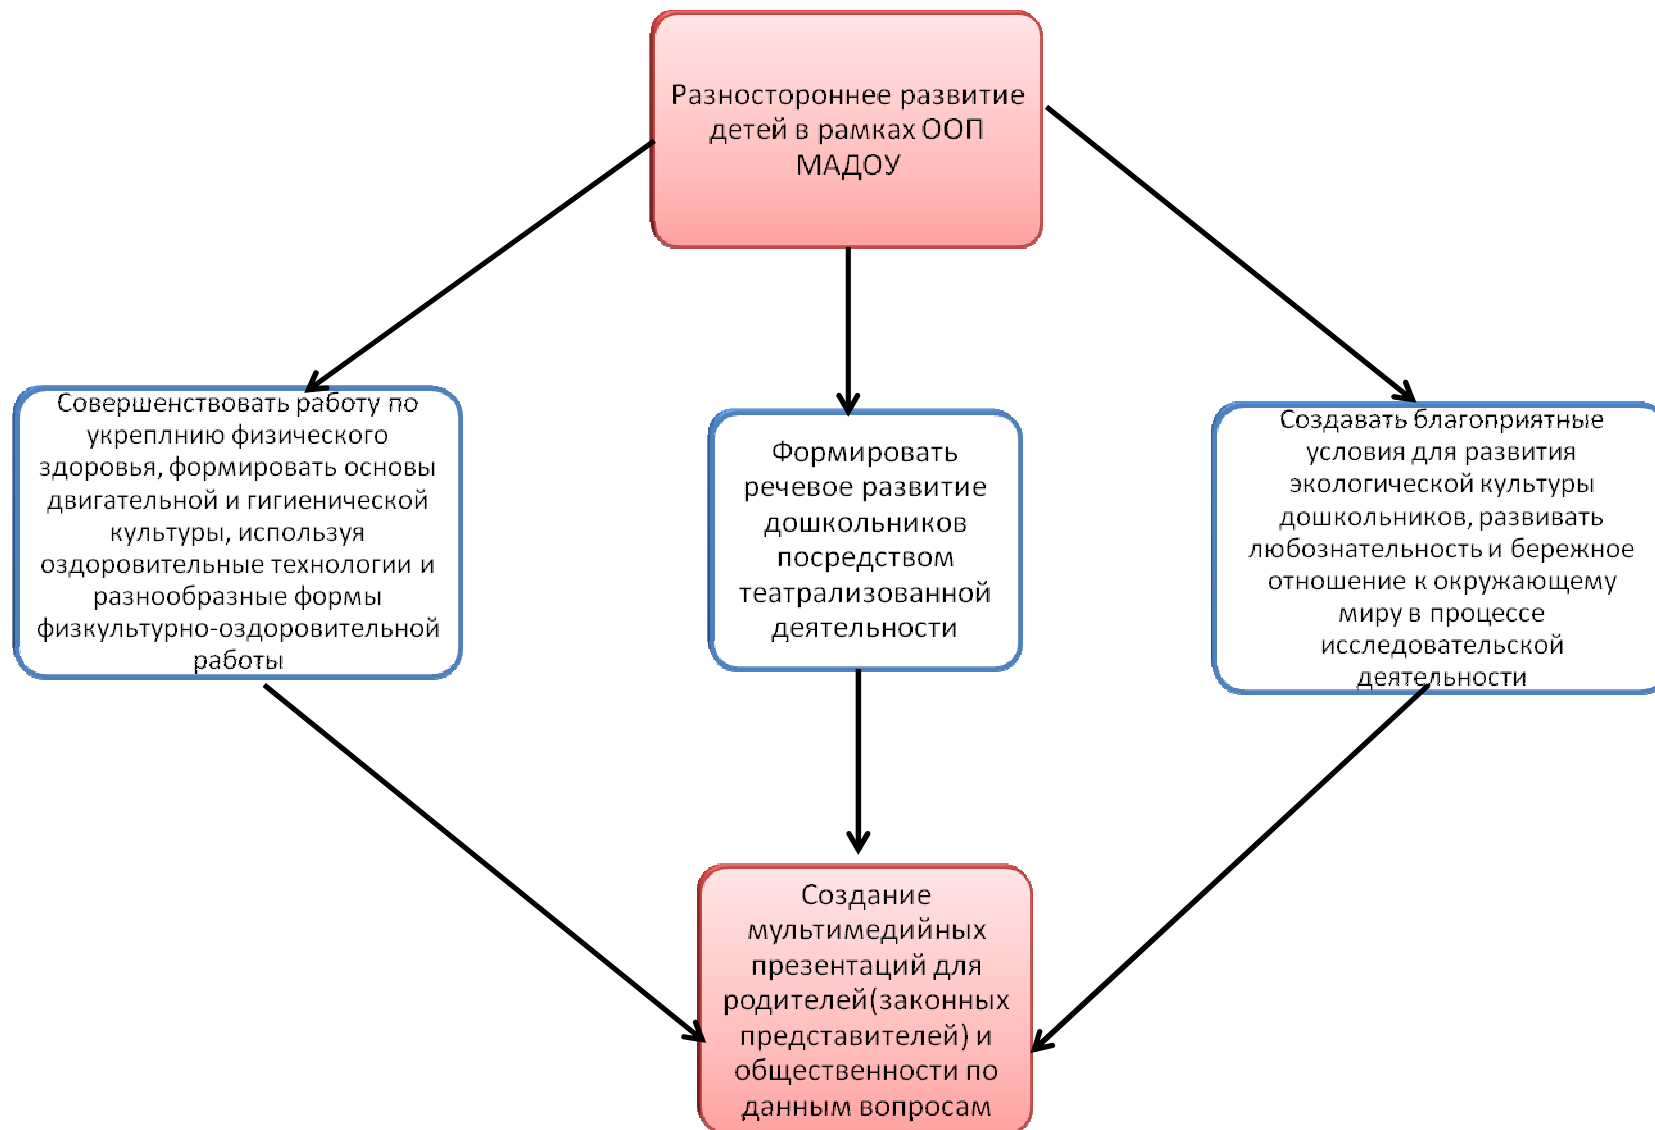 Разностороннее развитие
детей в рамках ООП
МАДОУ
Совершенствовать работу по
укреплнию физического
здоровья, формировать основы
двигательной и гигиенической
культуры, используя
оздоровительные технологии и
разнообразные формы
физкультурно-оздоровительной
работы
Формировать
речевое развитие
дошкольников
посредством
театрализованной
деятельности
Создавать благоприятные
условия для развития
экологической культуры
дошкольников, развивать
любознательность и бережное
отношение к окружающему
миру в процессе
исследовательской
деятельности
Создание
мультимедийных
презентаций для
родителей(законных
представителей) и
общественности по
данным вопросам